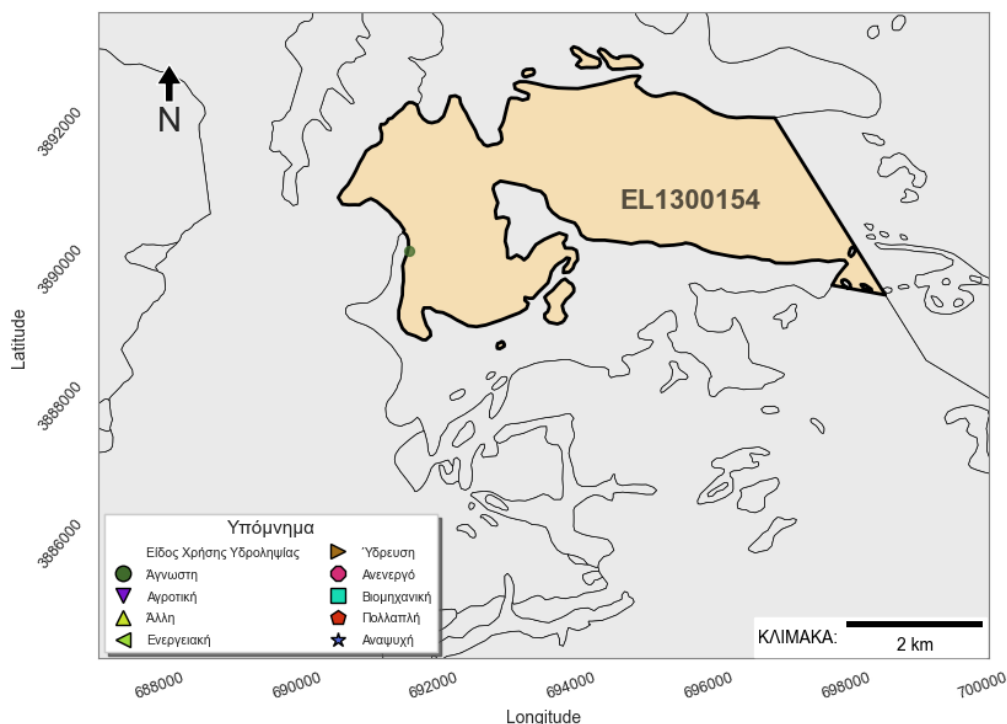 N
EL1300154
3892000
3890000
3888000
3886000
Latitude
Υπόμνημα
Είδος Χρήσης Υδροληψίας
Άγνωστη
Αγροτική
Άλλη
Ενεργειακή
Ύδρευση
Ανενεργό
Βιομηχανική
Πολλαπλή
Αναψυχή
ΚΛΙΜΑΚΑ:
2 km
688000
690000
692000
694000
696000
698000
700000
Longitude